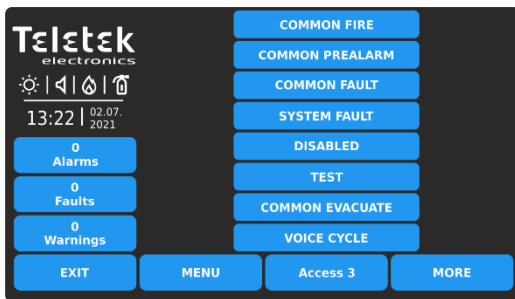 Teletek
electronics
13:22 02.07.
2021
0
Alarms
0
Faults
0
Warnings
COMMON FIRE
COMMON PREALARM
COMMON FAULT
SYSTEM FAULT
DISABLED
TEST
COMMON EVACUATE
VOICE CYCLE
EXIT
MENU
Access 3
MORE